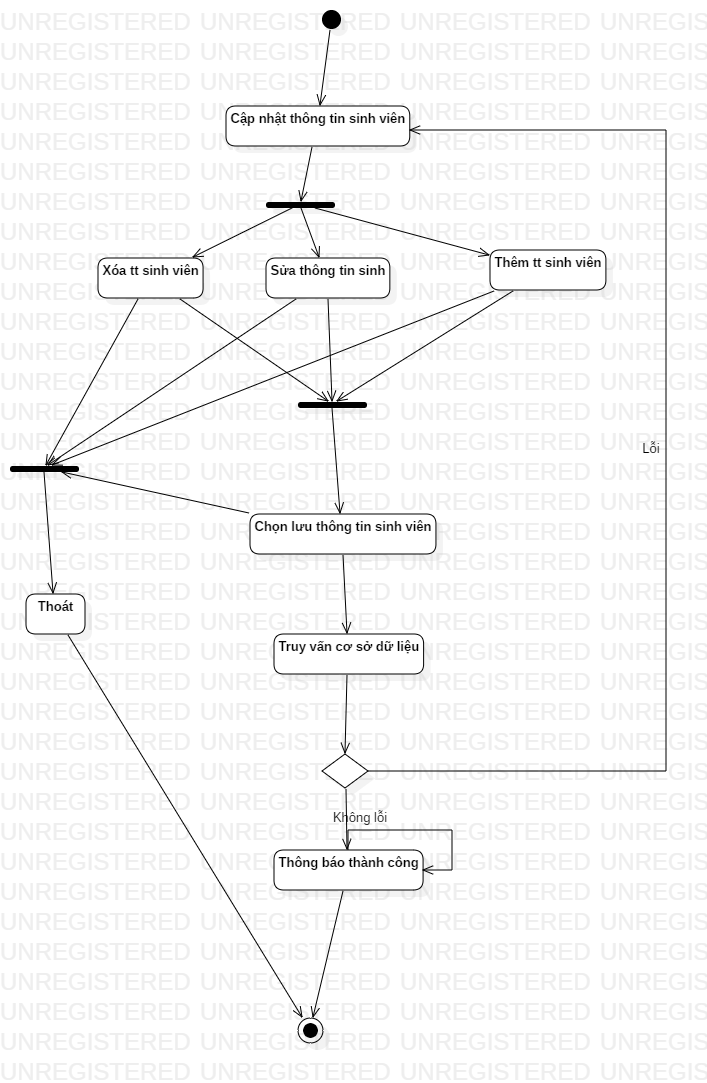 Cập nhật thông tin sinh viên
Xóa tt sinh viên
Sửa thông tin sinh
Thêm tt sinh viên
Lỗi
Chọn lưu thông tin sinh viên
Thoát
Truy vấn cơ sở dữ liệu
Không lỗi
Thông báo thành công
UNREGISTERED